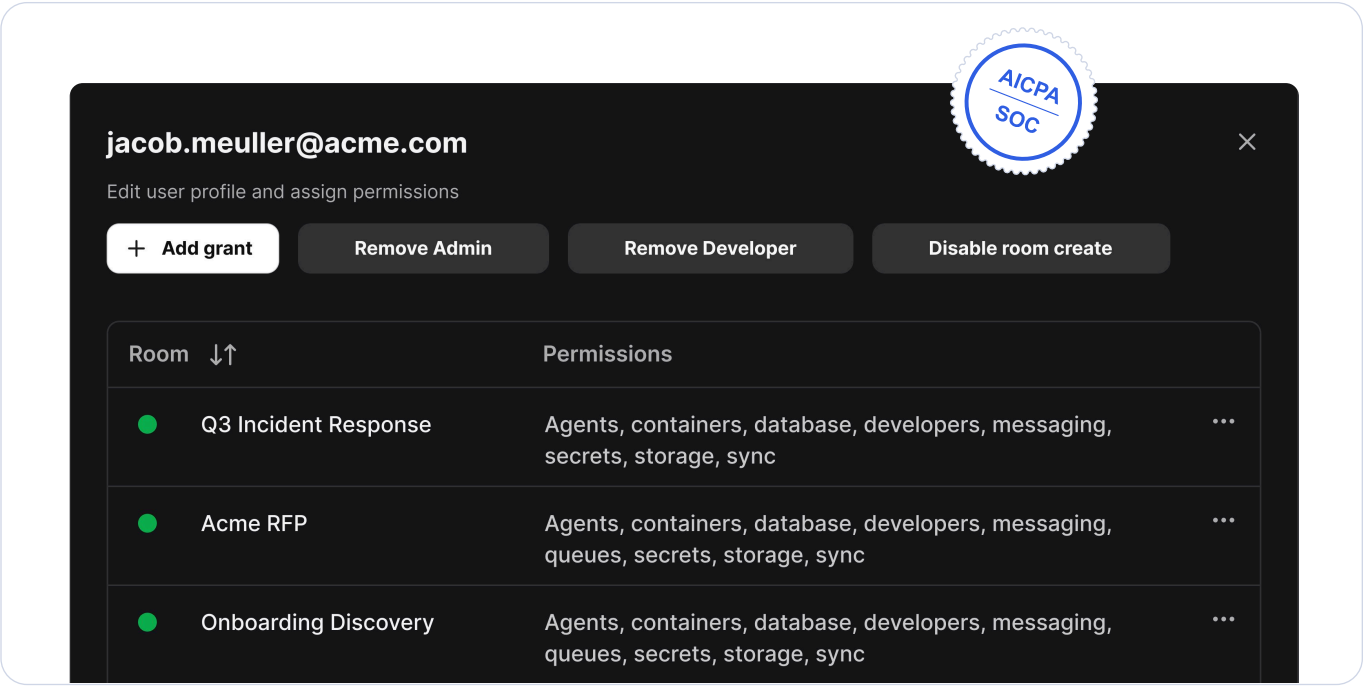 AICPA
SOC
jacob.meuller@acme.com
Edit user profile and assign permissions
+ Add grant
Remove Admin
Remove Developer
Disable room create
Room
Permissions
Q3 Incident Response
Agents, containers, database, developers, messaging,
secrets, storage, sync
Acme RFP
Agents, containers, database, developers, messaging,
queues, secrets, storage, sync
Onboarding Discovery
Agents, containers, database, developers, messaging,
queues, secrets, storage, sync